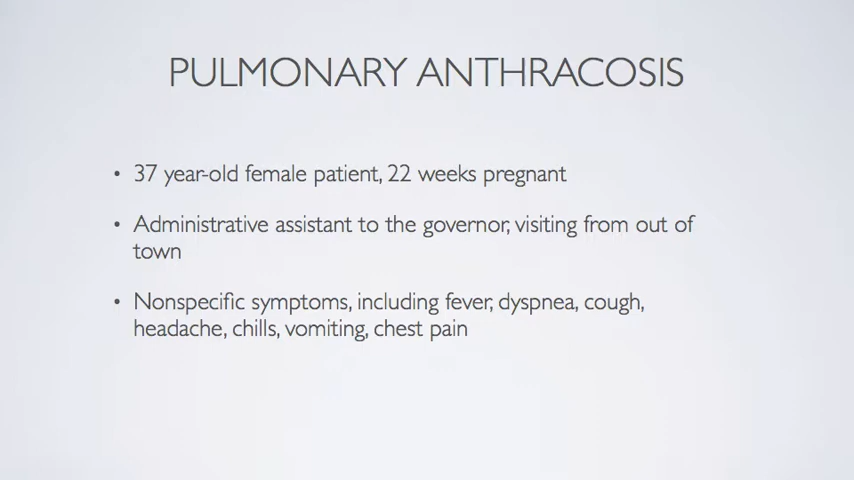 PULMONARY ANTHRACOSIS
• 37 year-old female patient, 22 weeks pregnant
• Administrative assistant to the governor, visiting from out of
town
• Nonspecific symptoms, including fever, dyspnea, cough,
headache, chills, vomiting, chest pain